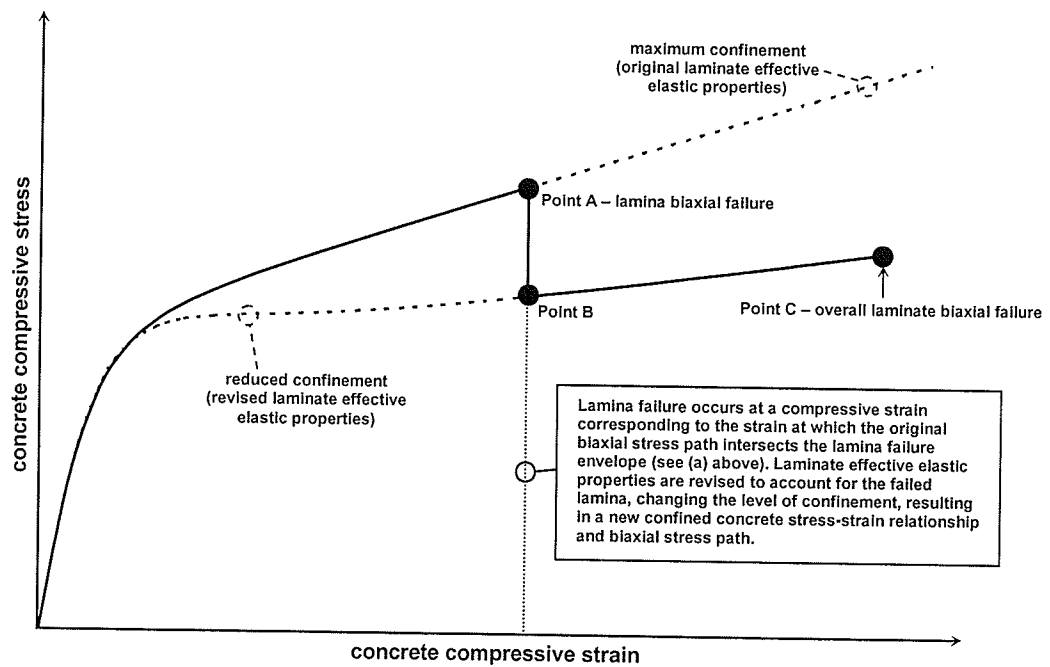 maximum confinement
(original laminate effective
elastic properties)
Point A – lamina biaxial failure
Point B
Point C – overall laminate biaxial failure
reduced confinement
(revised laminate effective
elastic properties)
Lamina failure occurs at a compressive strain
corresponding to the strain at which the original
biaxial stress path intersects the lamina failure
envelope (see (a) above). Laminate effective elastic
properties are revised to account for the failed
lamina, changing the level of confinement, resulting
in a new confined concrete stress-strain relationship
and biaxial stress path.
concrete compressive stress
concrete compressive strain